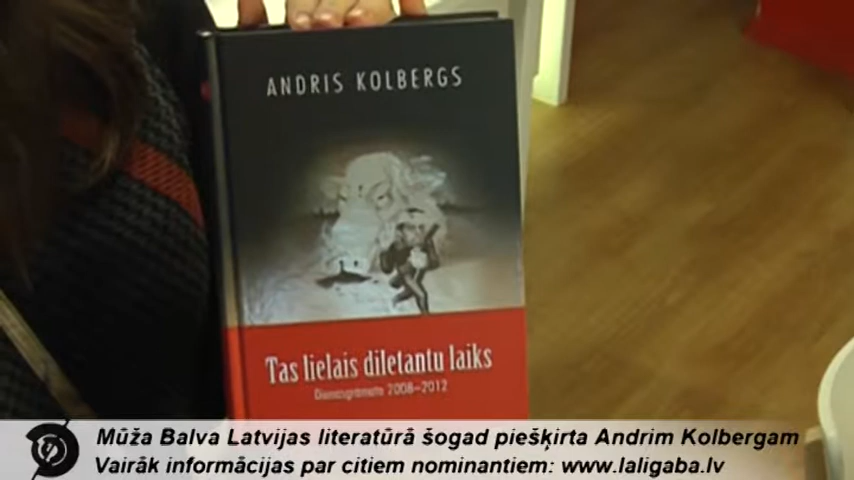 ANDRIS KOLBERGS
Tas lielais diletantu laiks
Dienasgrāmata 2008–2012
Mūža Balva Latvijas literatūrā šogad piešķirta Andrim Kolbergam
Vairāk informācijas par citiem nominantiem: www.laligaba.lv